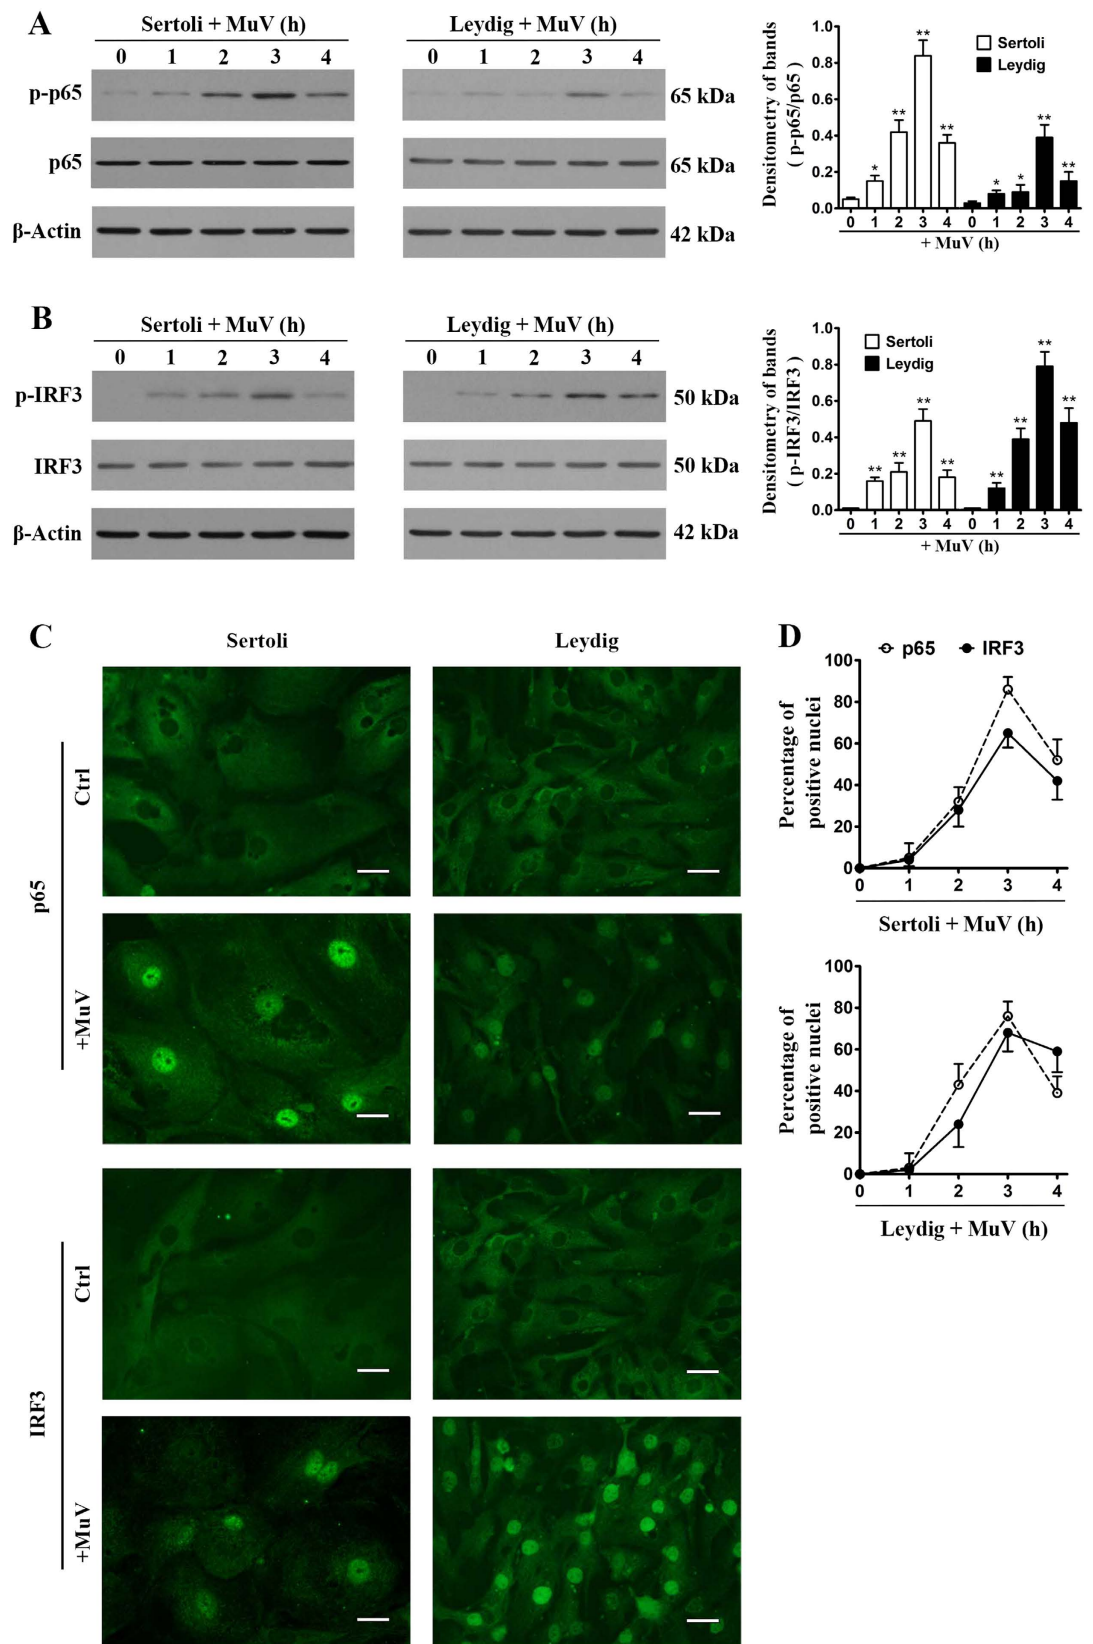 A
Sertoli + MuV (h)
Leydig + MuV (h)
0 1 2 3 4
0 1 2 3 4
p-p65
65 kDa
p65
65 kDa
β-Actin
42 kDa
Densitometry of bands
( p-p65/p65)
1.0
0.8
0.6
0.4
0.2
0.0
Sertoli
Leydig
* ** ** ** * * ** **
0 1 2 3 4 0 1 2 3 4
+ MuV (h)
B
Sertoli + MuV (h)
Leydig + MuV (h)
0 1 2 3 4
0 1 2 3 4
p-IRF3
50 kDa
IRF3
50 kDa
β-Actin
42 kDa
Densitometry of bands
( p-IRF3/IRF3)
1.0
0.8
0.6
0.4
0.2
0.0
Sertoli
Leydig
** ** ** ** ** ** ** **
0 1 2 3 4 0 1 2 3 4
+ MuV (h)
C
Sertoli
Leydig
p65
Ctrl
+MuV
IRF3
Ctrl
+MuV
D
p65
IRF3
Percentage of
positive nuclei
100
80
60
40
20
0
0 1 2 3 4
Sertoli + MuV (h)
Percentage of
positive nuclei
100
80
60
40
20
0
0 1 2 3 4
Leydig + MuV (h)